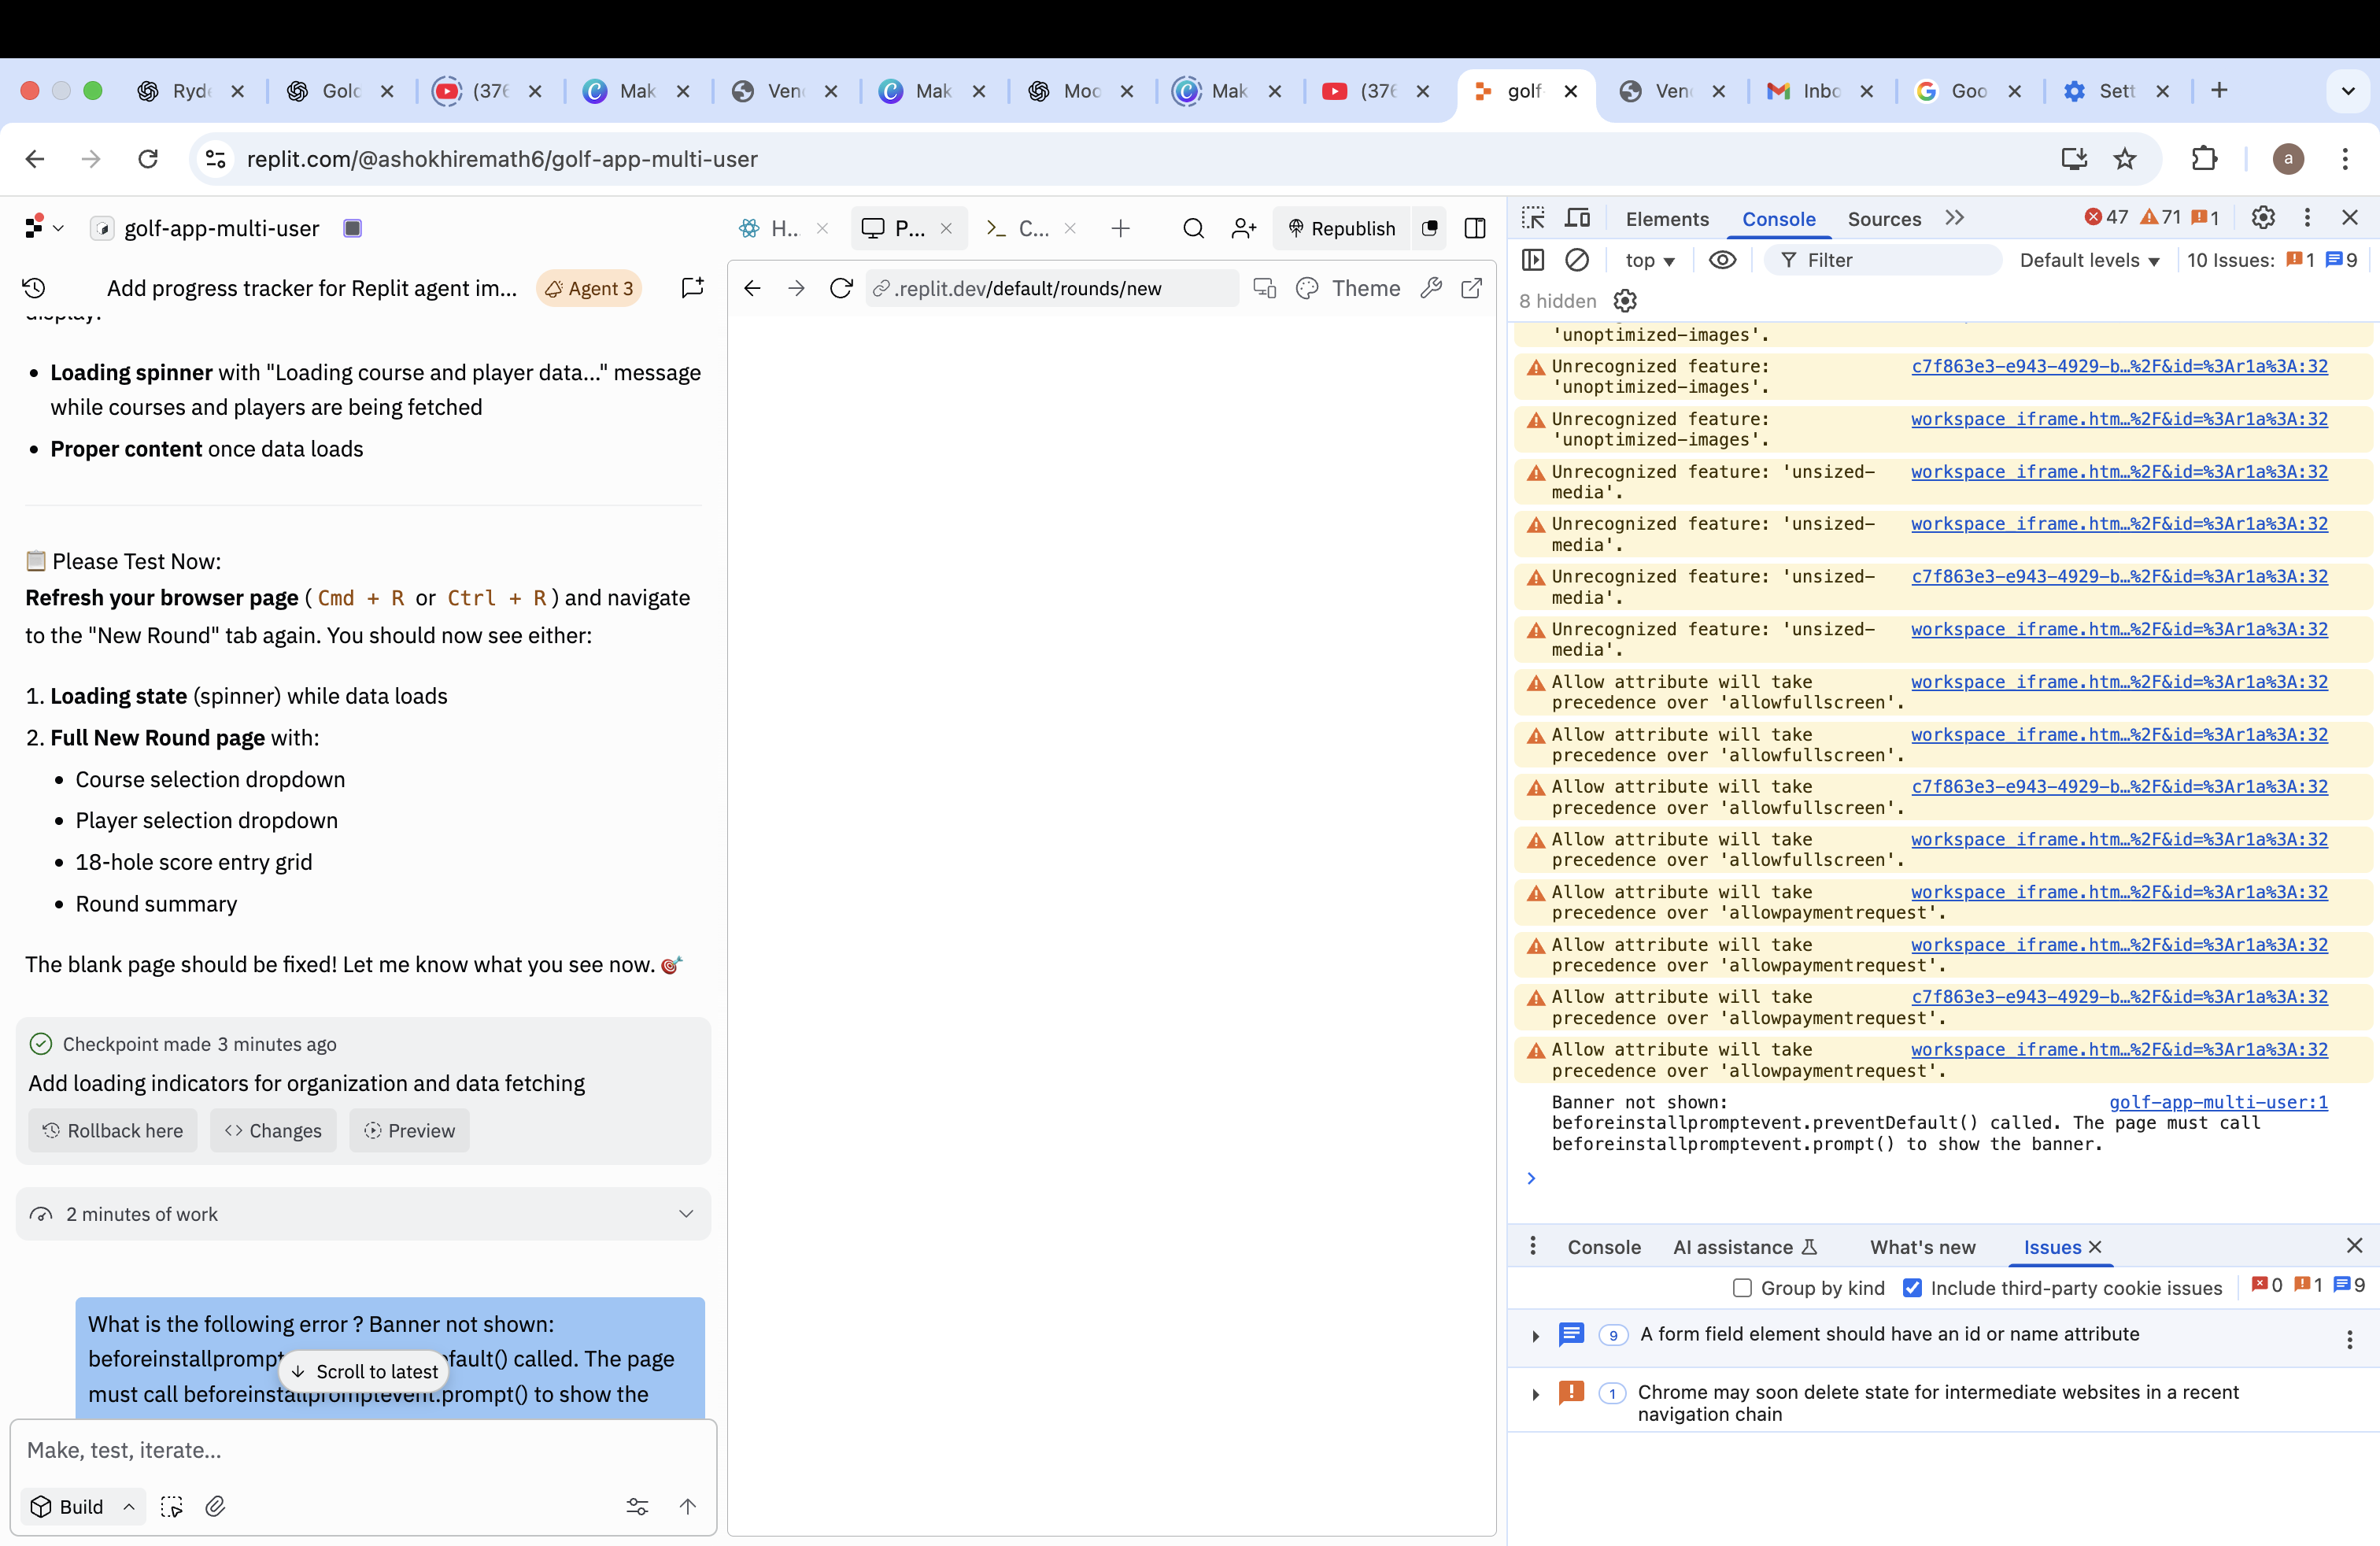 Ryde
Gold
(376
Mak
Ven
Mak
Moo
Mak
(376
golf-
Ven
Inbo
Goo
Sett
replit.com/@ashokhiremath6/golf-app-multi-user
a
golf-app-multi-user
H...
P...
C...
Republish
Add progress tracker for Replit agent im...
Agent 3
.replit.dev/default/rounds/new
Theme
display:
Loading spinner with "Loading course and player data..." message
while courses and players are being fetched
Proper content once data loads
📋 Please Test Now:
Refresh your browser page ( Cmd + R or Ctrl + R ) and navigate
to the "New Round" tab again. You should now see either:
1. Loading state (spinner) while data loads
2. Full New Round page with:
Course selection dropdown
Player selection dropdown
18-hole score entry grid
Round summary
The blank page should be fixed! Let me know what you see now. 🎯
Checkpoint made 3 minutes ago
Add loading indicators for organization and data fetching
Rollback here
Changes
Preview
2 minutes of work
What is the following error ? Banner not shown:
beforeinstallprompt fault() called. The page
Scroll to latest
must call beforeinstallpromptevent.prompt() to show the
Make, test, iterate...
Build
Elements
Console
Sources
47
71
1
top
Filter
Default levels
10 Issues:
1
9
8 hidden
'unoptimized-images'.
Unrecognized feature: c7f863e3-e943-4929-b…%2F&id=%3Ar1a%3A:32
'unoptimized-images'.
Unrecognized feature: workspace_iframe.htm…%2F&id=%3Ar1a%3A:32
'unoptimized-images'.
Unrecognized feature: 'unsized- workspace_iframe.htm…%2F&id=%3Ar1a%3A:32
media'.
Unrecognized feature: 'unsized- workspace_iframe.htm…%2F&id=%3Ar1a%3A:32
media'.
Unrecognized feature: 'unsized- c7f863e3-e943-4929-b…%2F&id=%3Ar1a%3A:32
media'.
Unrecognized feature: 'unsized- workspace_iframe.htm…%2F&id=%3Ar1a%3A:32
media'.
Allow attribute will take workspace_iframe.htm…%2F&id=%3Ar1a%3A:32
precedence over 'allowfullscreen'.
Allow attribute will take workspace_iframe.htm…%2F&id=%3Ar1a%3A:32
precedence over 'allowfullscreen'.
Allow attribute will take c7f863e3-e943-4929-b…%2F&id=%3Ar1a%3A:32
precedence over 'allowfullscreen'.
Allow attribute will take workspace_iframe.htm…%2F&id=%3Ar1a%3A:32
precedence over 'allowfullscreen'.
Allow attribute will take workspace_iframe.htm…%2F&id=%3Ar1a%3A:32
precedence over 'allowpaymentrequest'.
Allow attribute will take workspace_iframe.htm…%2F&id=%3Ar1a%3A:32
precedence over 'allowpaymentrequest'.
Allow attribute will take c7f863e3-e943-4929-b…%2F&id=%3Ar1a%3A:32
precedence over 'allowpaymentrequest'.
Allow attribute will take workspace_iframe.htm…%2F&id=%3Ar1a%3A:32
precedence over 'allowpaymentrequest'.
Banner not shown: golf-app-multi-user:1
beforeinstallpromptevent.preventDefault() called. The page must call
beforeinstallpromptevent.prompt() to show the banner.
Console
AI assistance
What's new
Issues
Group by kind
Include third-party cookie issues
0
1
9
9 A form field element should have an id or name attribute
1 Chrome may soon delete state for intermediate websites in a recent
navigation chain